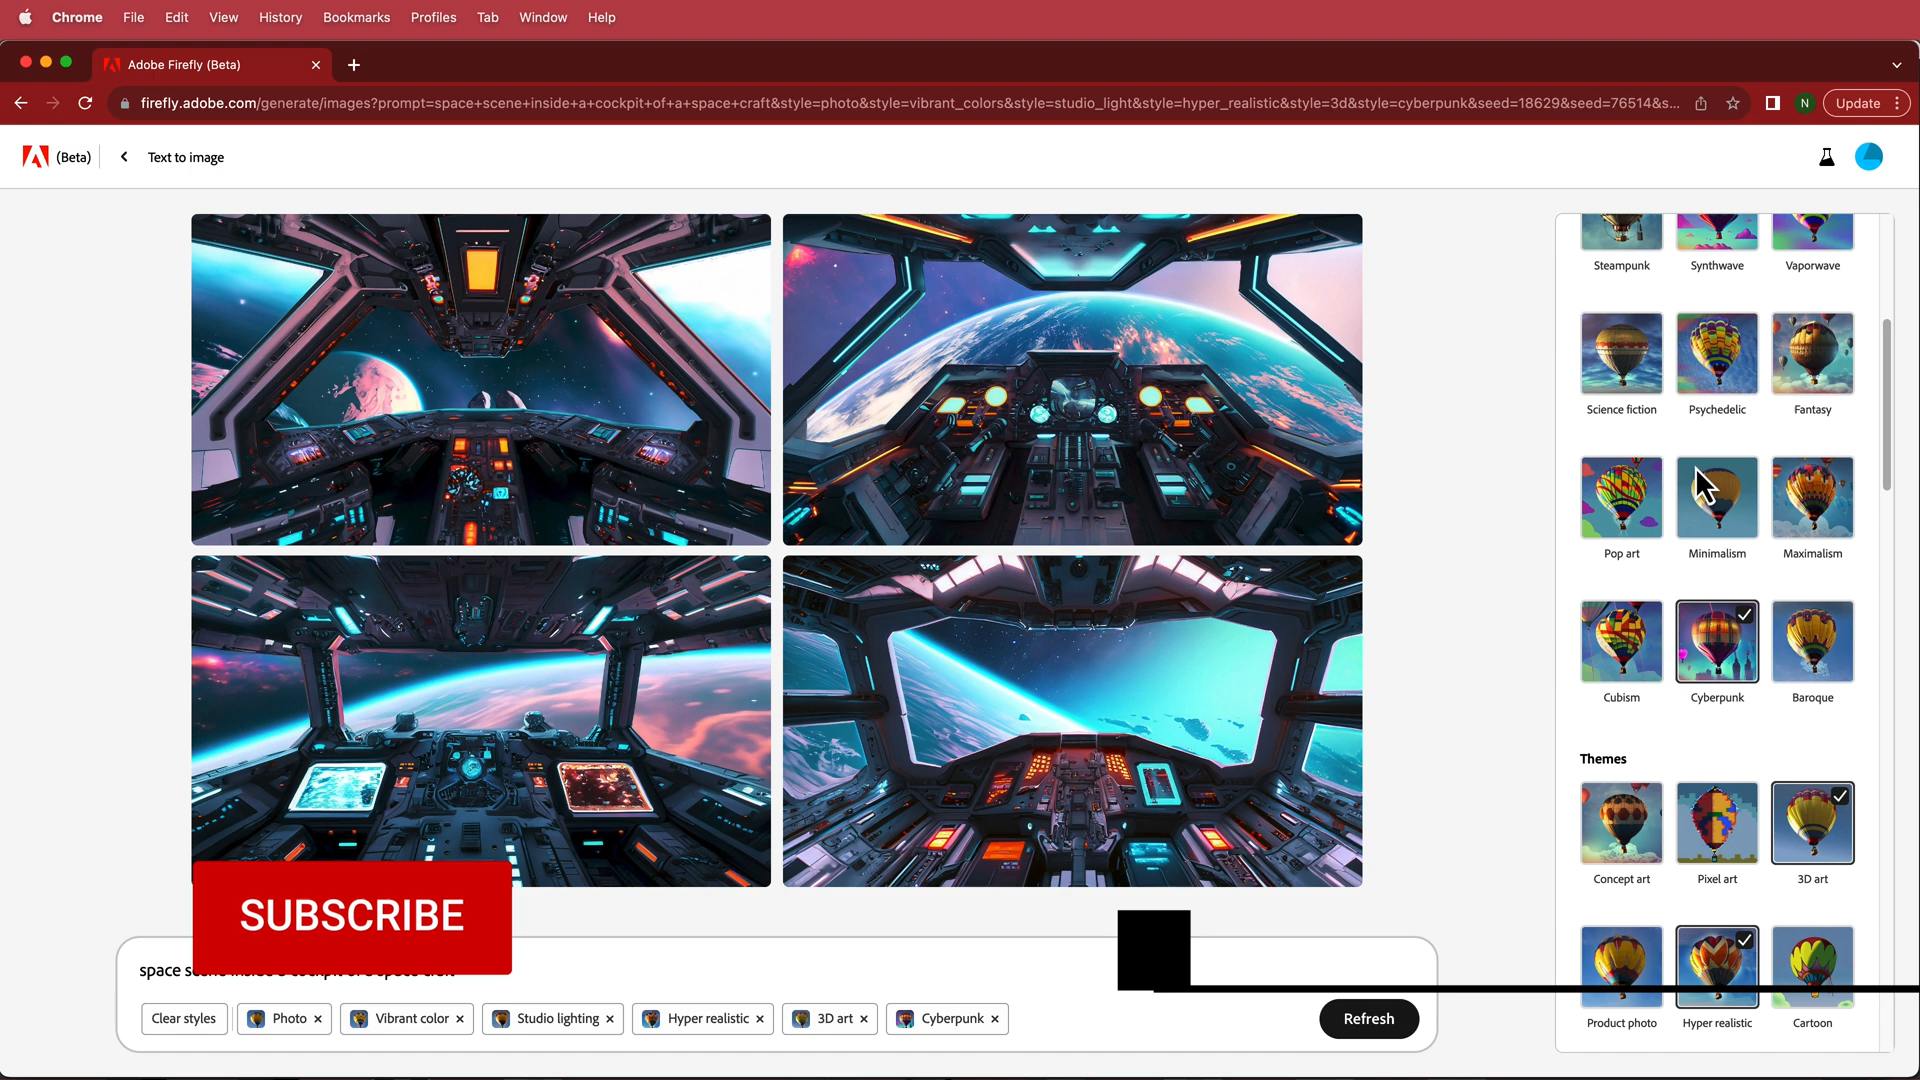 Chrome File Edit View History Bookmarks Profiles Tab Window Help
Adobe Firefly (Beta)
firefly.adobe.com/generate/images?prompt=space+scene+inside+a+cockpit+of+a+space+craft&style=photo&style=vibrant_colors&style=studio_light&style=hyper_realistic&style=3d&style=cyberpunk&seed=18629&seed=76514&s...
N
Update
(Beta) Text to image
Steampunk Synthwave Vaporwave
Science fiction Psychedelic Fantasy
Pop art Minimalism Maximalism
Cubism Cyberpunk Baroque
Themes
Concept art Pixel art 3D art
Product photo Hyper realistic Cartoon
SUBSCRIBE
space
Clear styles Photo Vibrant color Studio lighting Hyper realistic 3D art Cyberpunk
Refresh